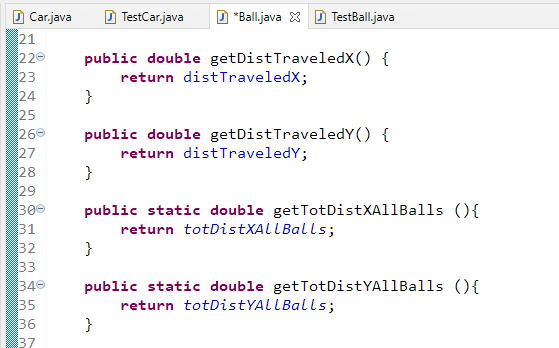 Car.java TestCar.java *Ball.java TestBall.java
21
22 public double getDistTraveledX() {
23 return distTraveledX;
24 }
25
26 public double getDistTraveledY() {
27 return distTraveledY;
28 }
29
30 public static double getTotDistXAllBalls (){
31 return totDistXAllBalls;
32 }
33
34 public static double getTotDistYAllBalls (){
35 return totDistYAllBalls;
36 }
37